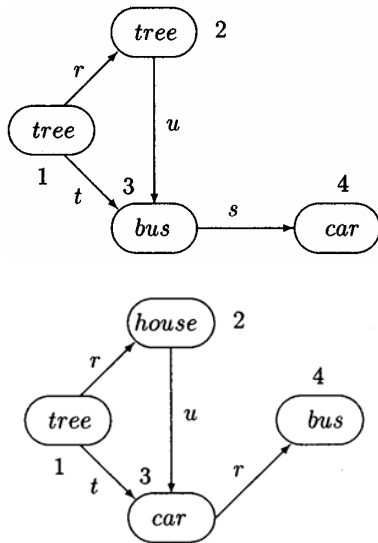 tree 2
r
tree u
1 t 3 4
bus s car
house 2
r 4
tree u bus
1 t 3 r
car